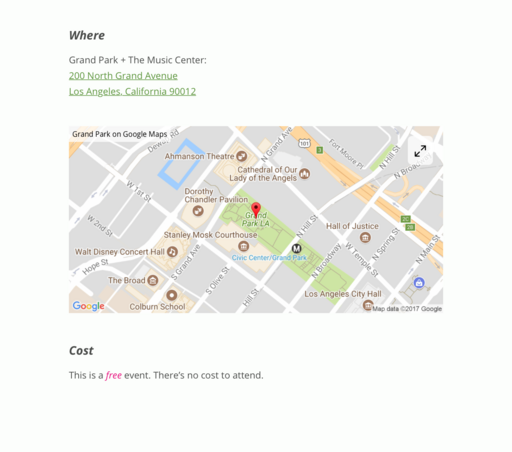 Where
Grand Park + The Music Center:
200 North Grand Avenue
Los Angeles, California 90012
Grand Park on Google Maps
Ahmanson Theatre
N Grand Ave
101
3
Fort Moore Pl
N Hill St
N Broadway
Cathedral of Our
Lady of the Angels
W 1st St
Dorothy
Chandler Pavilion
Grand
Park LA
W 2nd St
Stanley Mosk Courthouse
N Hill St
Hall of Justice
2C
2B
Walt Disney Concert Hall
Civic Center/Grand Park
M
N Broadway
W Temple St
N Spring St
N Main St
Hope St
S Grand Ave
The Broad
S Olive St
Hill St
Los Angeles City Hall
Colburn School
Google
Map data ©2017 Google
Cost
This is a free event. There's no cost to attend.